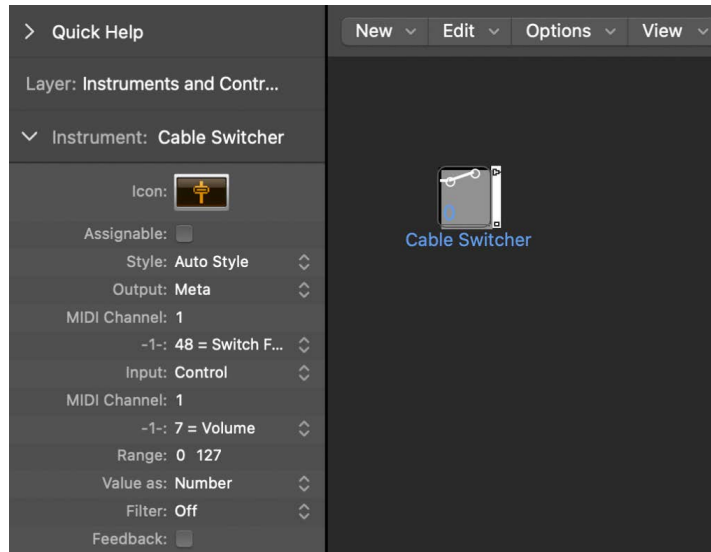 Quick Help
New Edit Options View
Layer: Instruments and Contr...
Instrument: Cable Switcher
Icon:
Assignable:
Style: Auto Style
Output: Meta
MIDI Channel: 1
-1-: 48 = Switch F...
Input: Control
MIDI Channel: 1
-1-: 7 = Volume
Range: 0 127
Value as: Number
Filter: Off
Feedback:
0
Cable Switcher